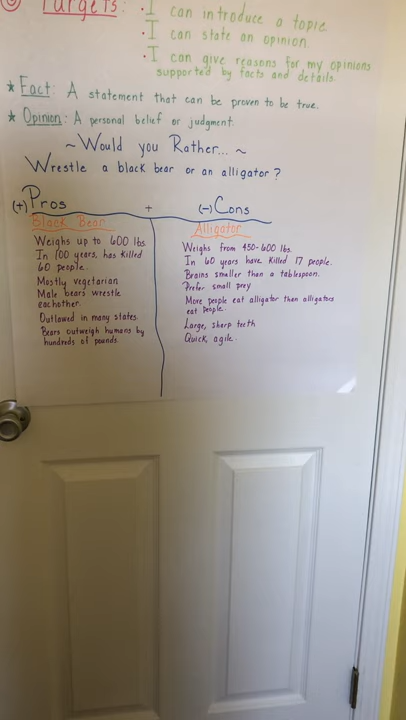 Targets: • I can introduce a topic
• I can state an opinion.
• I can give reasons for my opinions
supported by facts and details.
* Fact: A statement that can be proven to be true.
* Opinion: A personal belief or judgment.
~Would you Rather... ~
Wrestle a black bear or an alligator?
(+) Pros + (-) Cons
Black Bear
Weighs up to 600 lbs
In 100 years, has killed
60 people.
Mostly vegetarian
Male bears wrestle
eachother.
Outlawed in many states.
Bears outweigh humans by
hundreds of pounds.
Alligator
Weighs from 450-600 lbs.
In 60 years have killed 17 people.
Brains smaller than a tablespoon.
Prefer small prey
More people eat alligator then alligators
eat people.
Large, sharp teeth
Quick, agile.